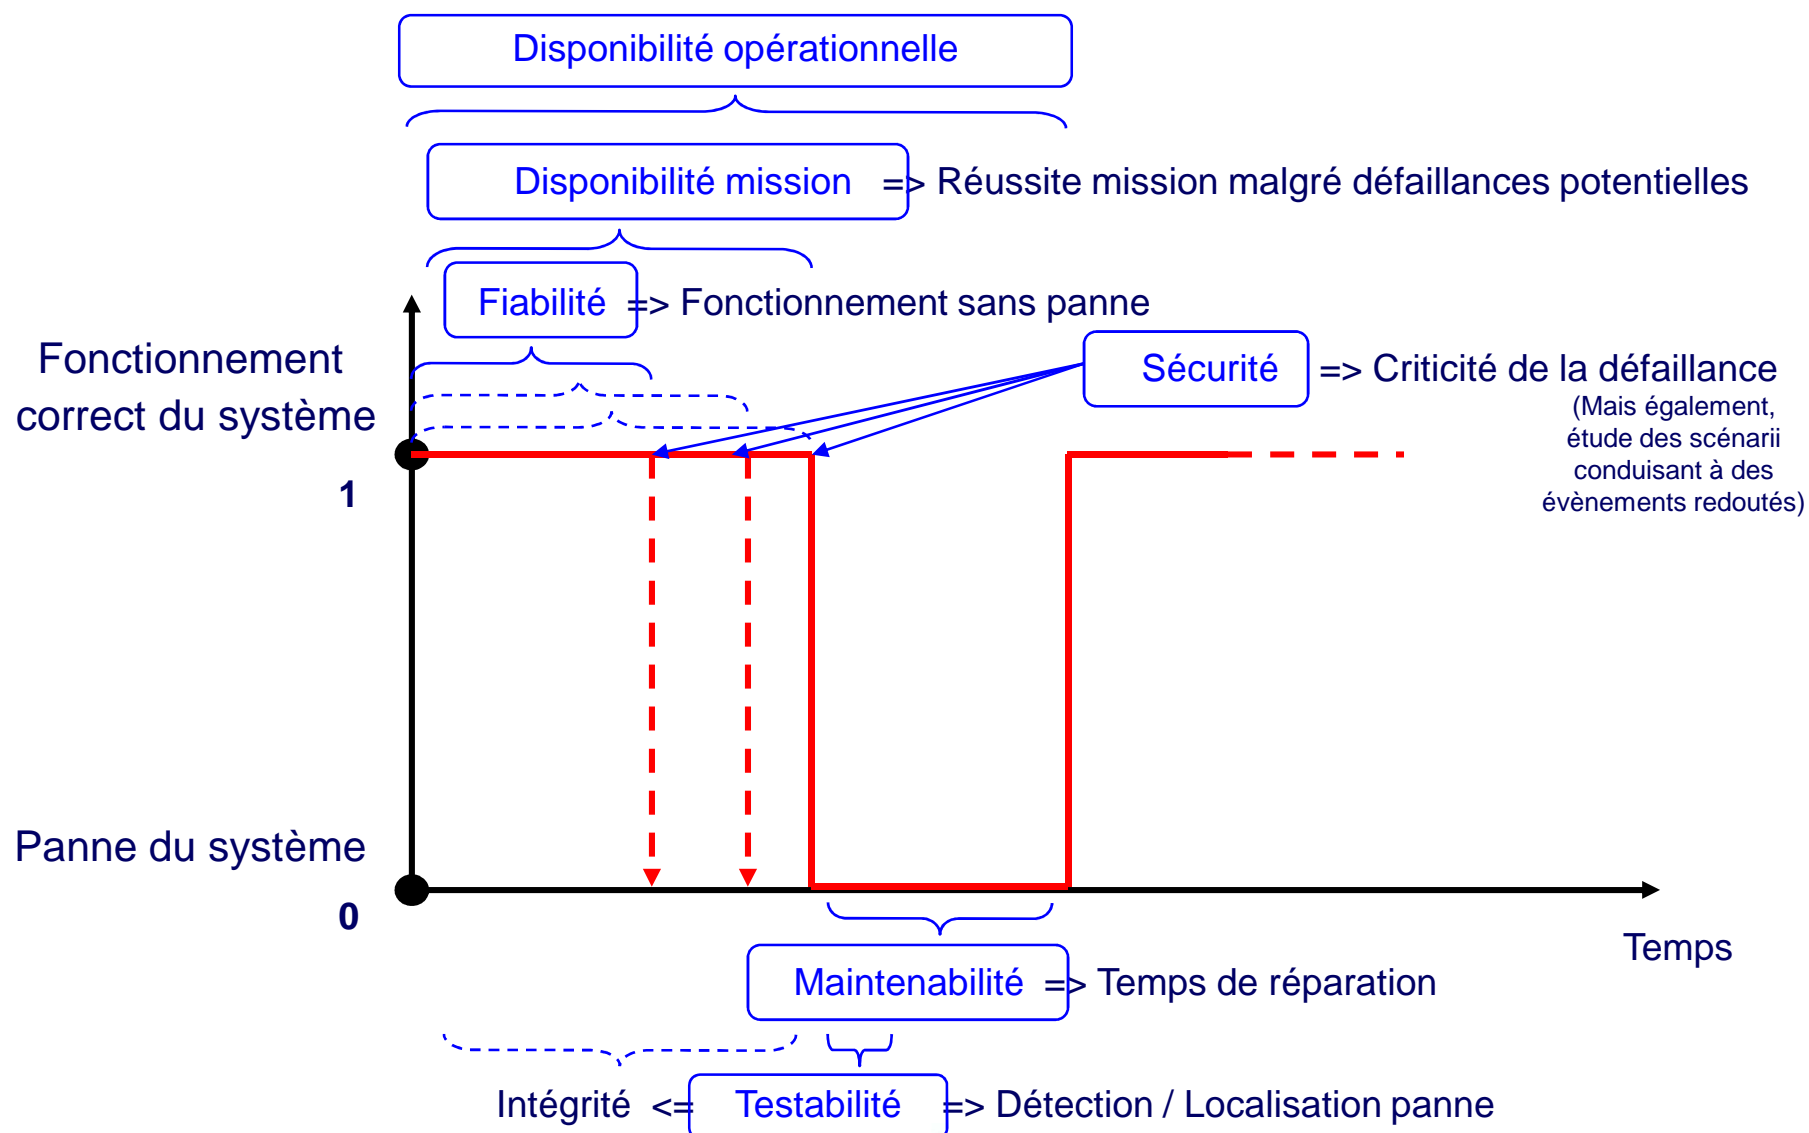 Disponibilité opérationnelle
Disponibilité mission => Réussite mission malgré défaillances potentielles
Fiabilité => Fonctionnement sans panne
Fonctionnement
correct du système
Sécurité => Criticité de la défaillance
(Mais également,
étude des scénarii
conduisant à des
évènements redoutés)
1
Panne du système
0
Temps
Maintenabilité => Temps de réparation
Intégrité <= Testabilité => Détection / Localisation panne